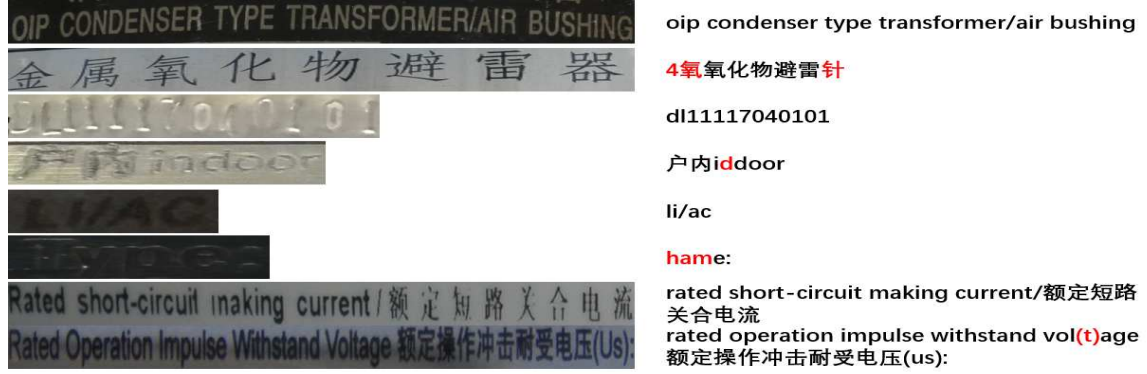 OIP CONDENSER TYPE TRANSFORMER/AIR BUSHING oip condenser type transformer/air bushing
金属氧化物避雷器 4氧氧化物避雷针
DL11117040101 dl11117040101
户内indoor 户内iddoor
Li/AC li/ac
Type: hame:
Rated short-circuit making current/额定短路关合电流 rated short-circuit making current/额定短路
关合电流
Rated Operation Impulse Withstand Voltage 额定操作冲击耐受电压(Us): rated operation impulse withstand vol(t)age
额定操作冲击耐受电压(us):